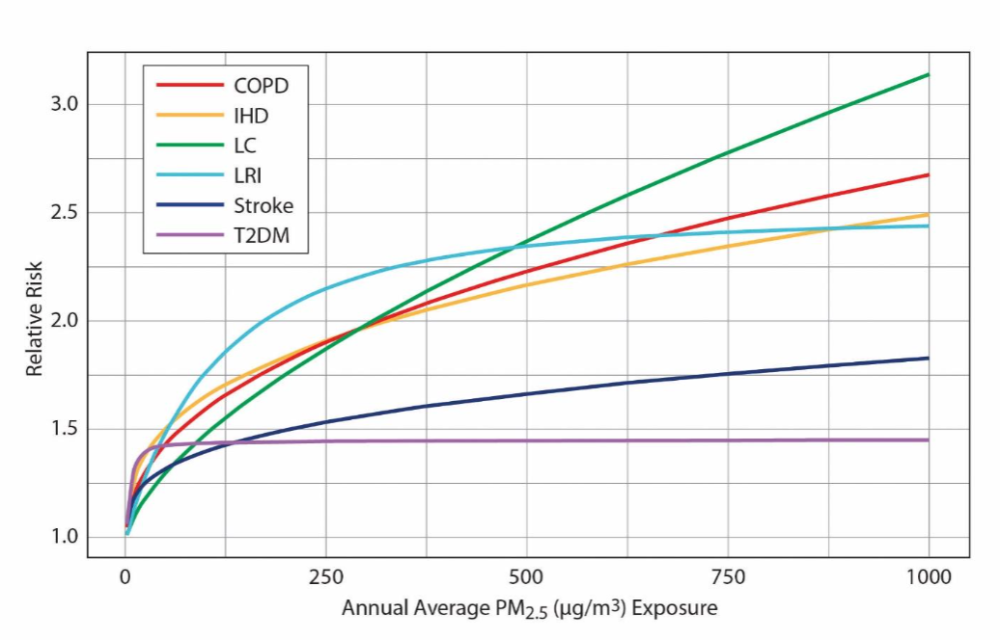 COPD
IHD
LC
LRI
Stroke
T2DM
3.0
2.5
2.0
1.5
1.0
Relative Risk
0 250 500 750 1000
Annual Average PM2.5 (µg/m3) Exposure